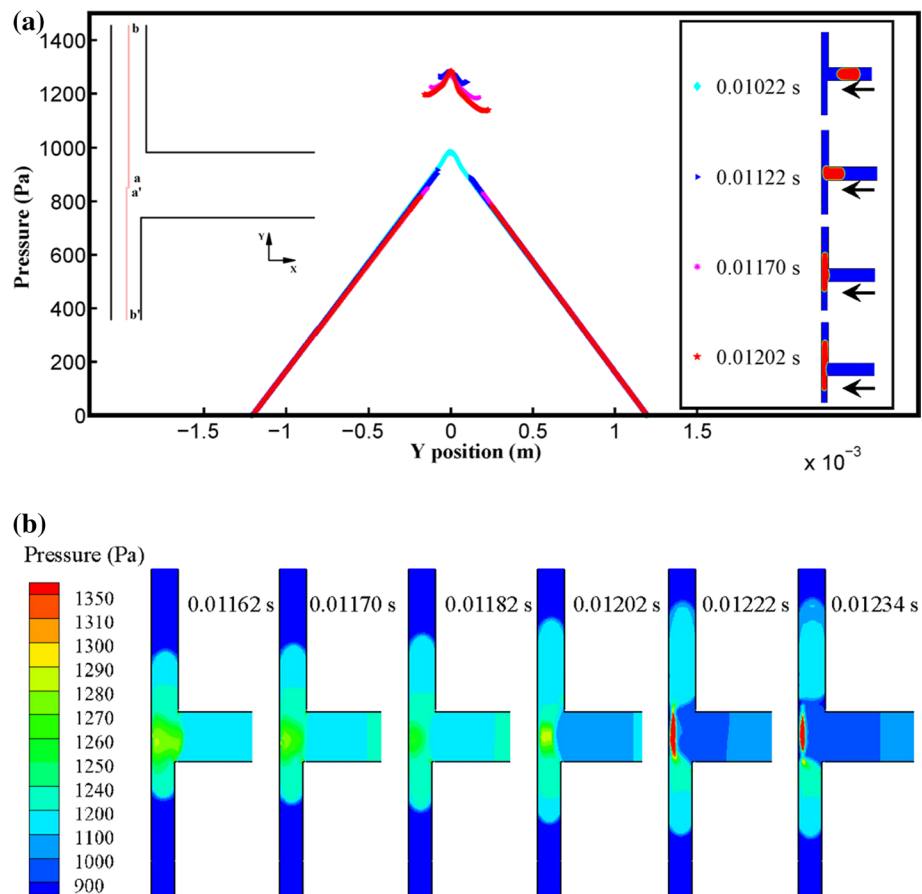 (a)
1400
1200
1000
800
600
400
200
0
Pressure (Pa)
b
a
a'
b'
Y
X
−1.5
−1
−0.5
0
0.5
1
1.5
Y position (m)
x 10⁻³
0.01022 s
0.01122 s
0.01170 s
0.01202 s
(b)
Pressure (Pa)
1350
1310
1300
1290
1280
1270
1260
1250
1240
1200
1100
1000
900
0.01162 s
0.01170 s
0.01182 s
0.01202 s
0.01222 s
0.01234 s